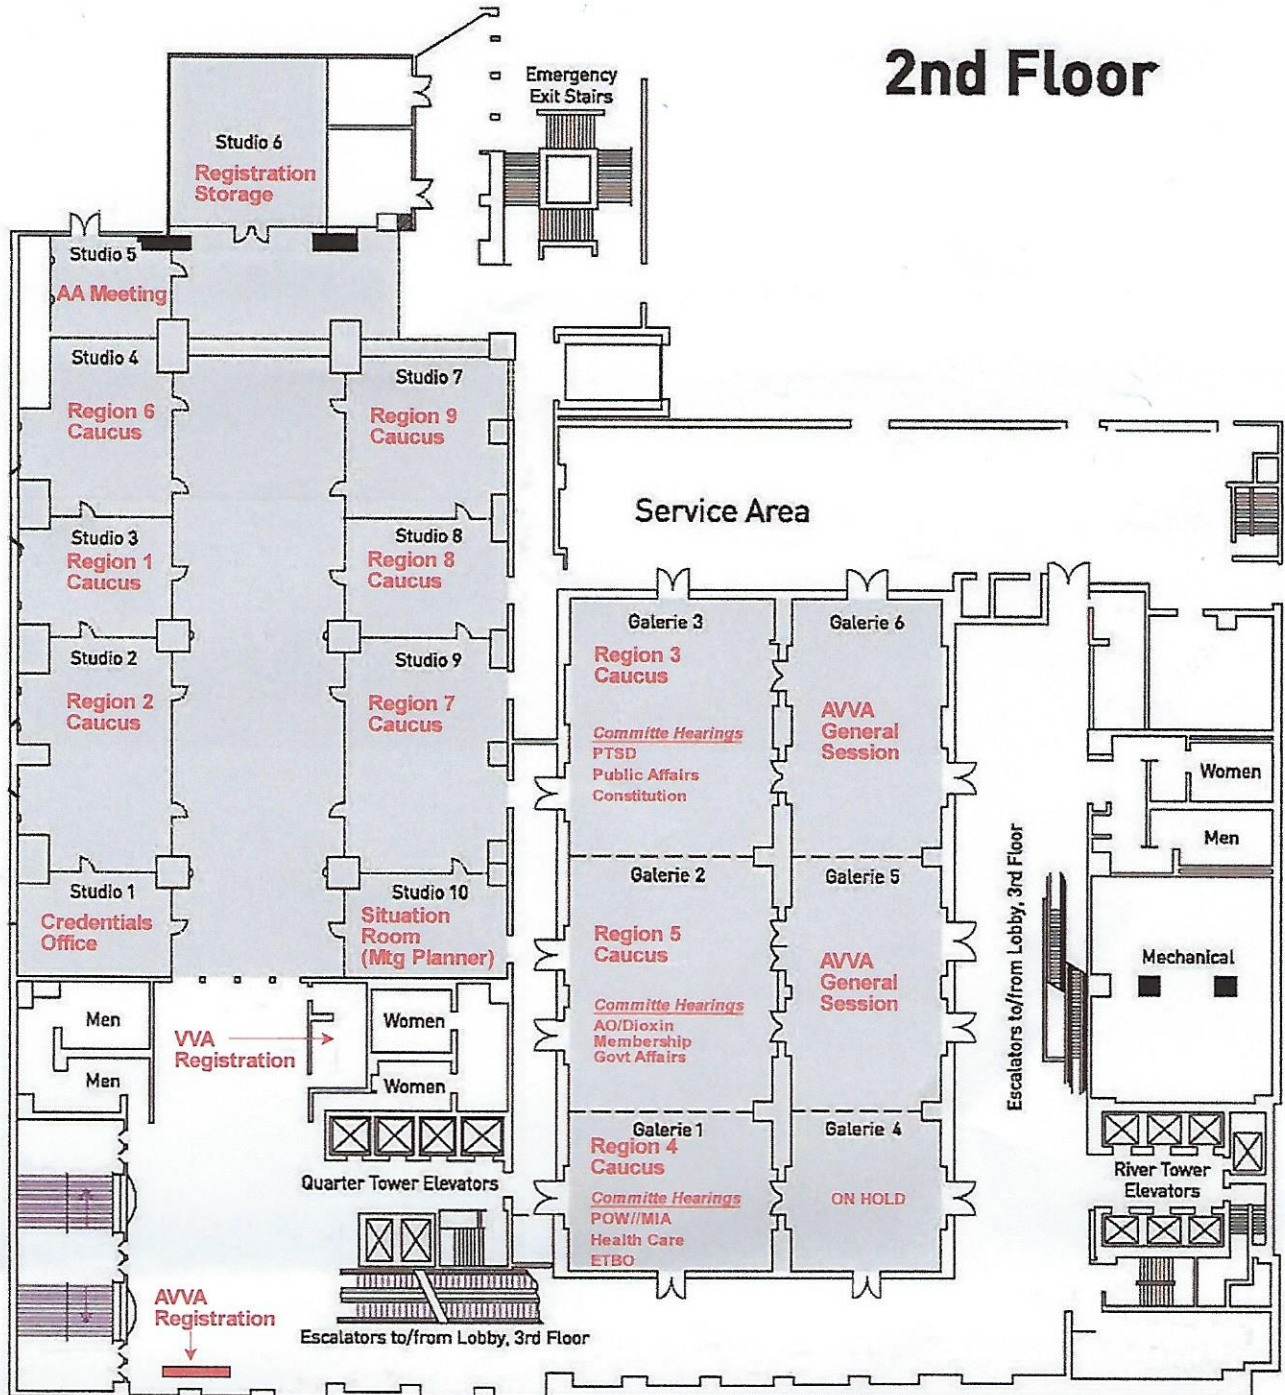 2nd Floor
Emergency
Exit Stairs
Studio 6
Registration
Storage
Studio 5
AA Meeting
Studio 4
Region 6
Caucus
Studio 7
Region 9
Caucus
Service Area
Studio 3
Region 1
Caucus
Studio 8
Region 8
Caucus
Studio 2
Region 2
Caucus
Studio 9
Region 7
Caucus
Galerie 3
Region 3
Caucus
Committe Hearings
PTSD
Public Affairs
Constitution
Galerie 6
AVVA
General
Session
Women
Men
Studio 1
Credentials
Office
Studio 10
Situation
Room
(Mtg Planner)
Galerie 2
Region 5
Caucus
Committe Hearings
AO/Dioxin
Membership
Govt Affairs
Galerie 5
AVVA
General
Session
Escalators to/from Lobby, 3rd Floor
Mechanical
Men
Men
VVA
Registration
Women
Women
Quarter Tower Elevators
Galerie 1
Region 4
Caucus
Committe Hearings
POW//MIA
Health Care
ETBO
Galerie 4
ON HOLD
River Tower
Elevators
AVVA
Registration
Escalators to/from Lobby, 3rd Floor